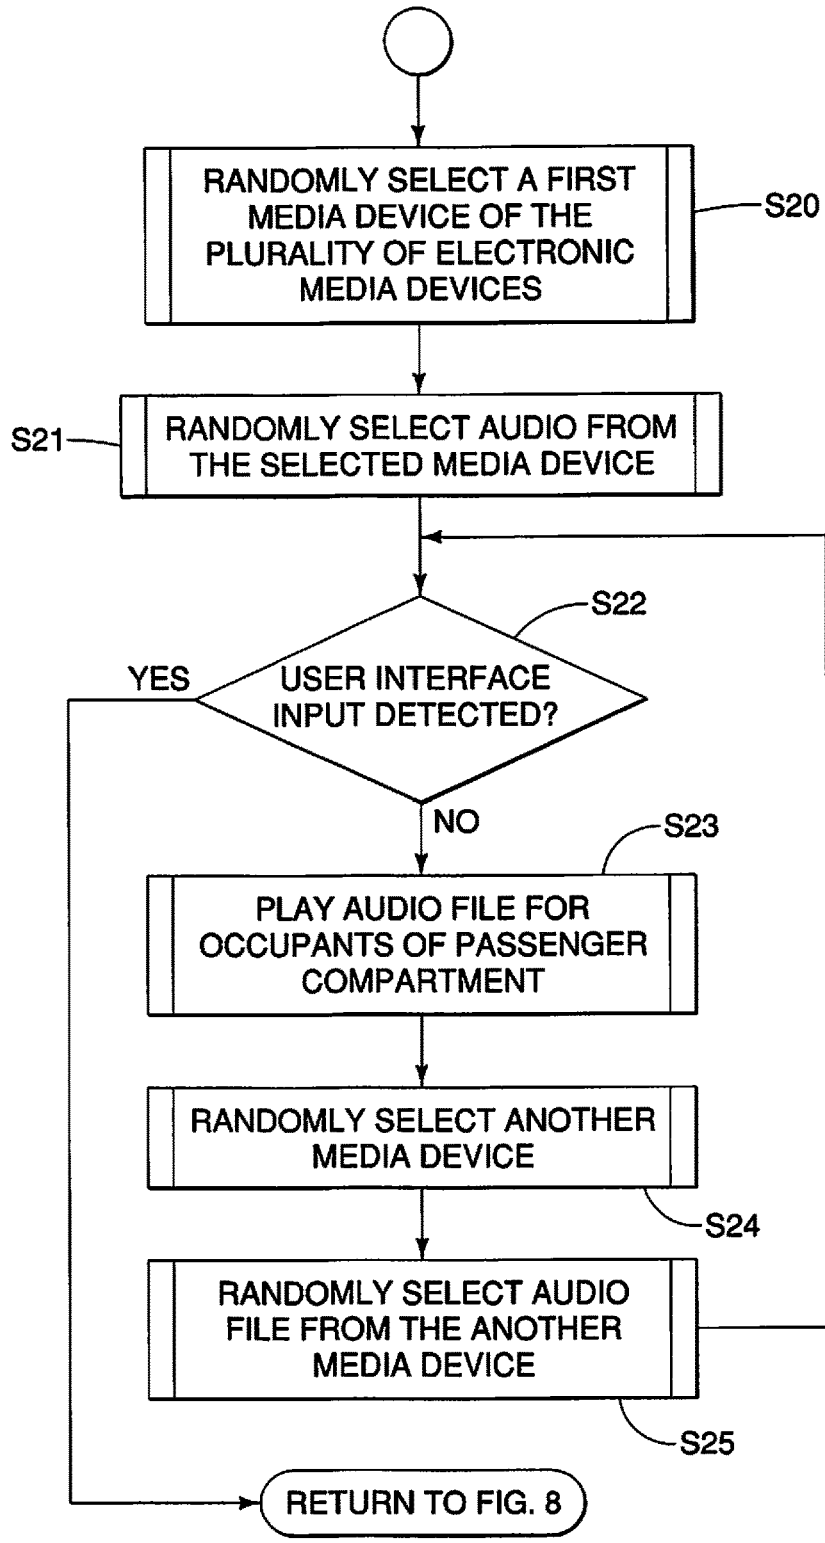 RANDOMLY SELECT A FIRST
MEDIA DEVICE OF THE
PLURALITY OF ELECTRONIC
MEDIA DEVICES
S20
S21
RANDOMLY SELECT AUDIO FROM
THE SELECTED MEDIA DEVICE
S22
YES
USER INTERFACE
INPUT DETECTED?
NO
S23
PLAY AUDIO FILE FOR
OCCUPANTS OF PASSENGER
COMPARTMENT
RANDOMLY SELECT ANOTHER
MEDIA DEVICE
S24
RANDOMLY SELECT AUDIO
FILE FROM THE ANOTHER
MEDIA DEVICE
S25
RETURN TO FIG. 8